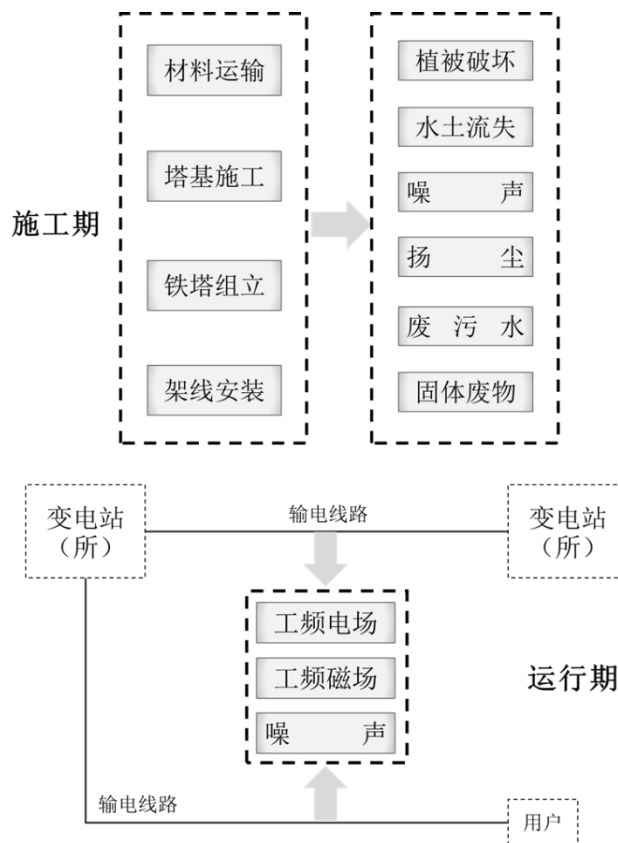 施工期
材料运输
塔基施工
铁塔组立
架线安装
植被破坏
水土流失
噪 声
扬 尘
废 污 水
固体废物
变电站
（所）
输电线路
变电站
（所）
工频电场
工频磁场
噪 声
运行期
输电线路
用户